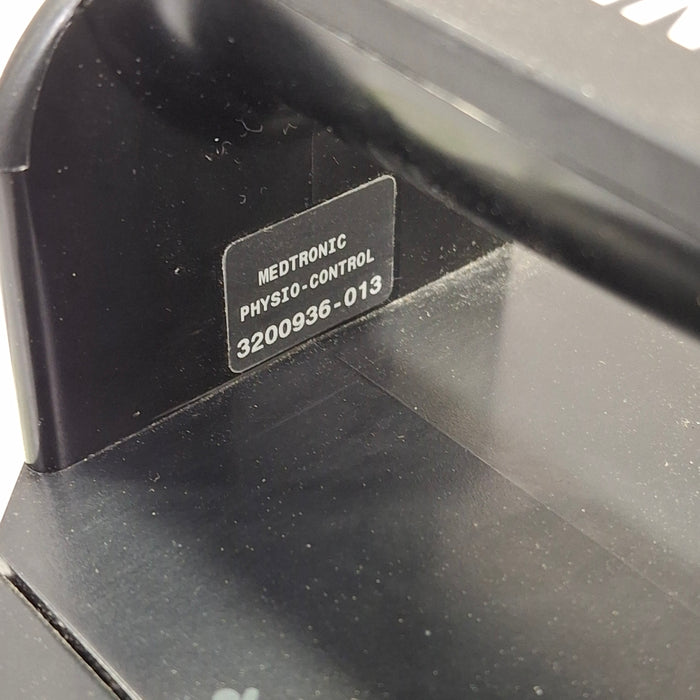 MEDTRONIC
PHYSIO-CONTROL
3200936-013